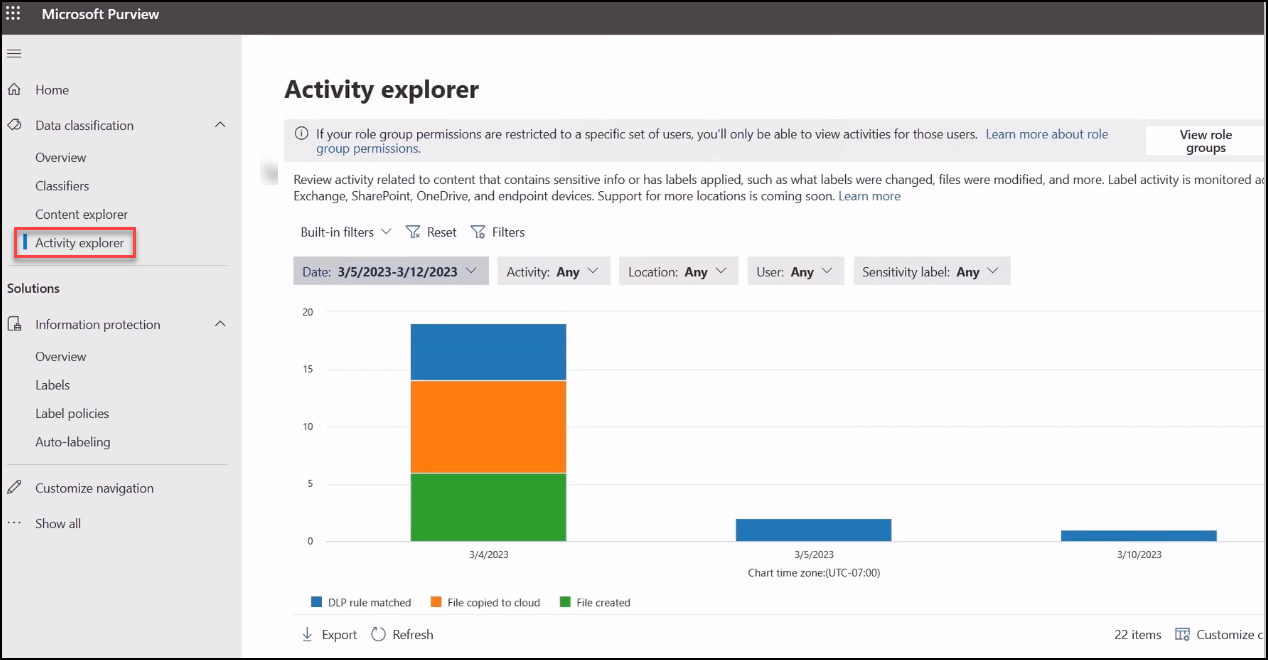 Microsoft Purview
Home
Data classification
Overview
Classifiers
Content explorer
Activity explorer
Solutions
Information protection
Overview
Labels
Label policies
Auto-labeling
Customize navigation
Show all
Activity explorer
If your role group permissions are restricted to a specific set of users, you'll only be able to view activities for those users. Learn more about role
group permissions.
View role
groups
Review activity related to content that contains sensitive info or has labels applied, such as what labels were changed, files were modified, and more. Label activity is monitored
Exchange, SharePoint, OneDrive, and endpoint devices. Support for more locations is coming soon. Learn more
Built-in filters Reset Filters
Date: 3/5/2023-3/12/2023 Activity: Any Location: Any User: Any Sensitivity label: Any
20
15
10
5
0
3/4/2023 3/5/2023 3/10/2023
Chart time zone:(UTC-07:00)
DLP rule matched File copied to cloud File created
Export Refresh 22 items Customize c